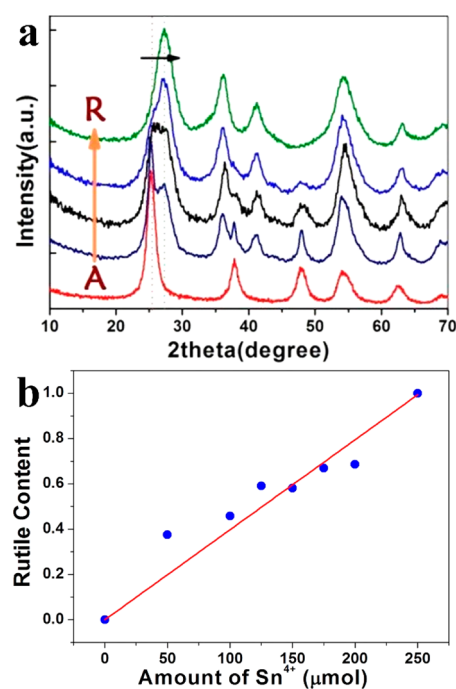 a
R
A
Intensity(a.u.)
10 20 30 40 50 60 70
2theta(degree)
b
1.0
0.8
0.6
0.4
0.2
0.0
Rutile Content
0 50 100 150 200 250
Amount of Sn⁴⁺ (μmol)